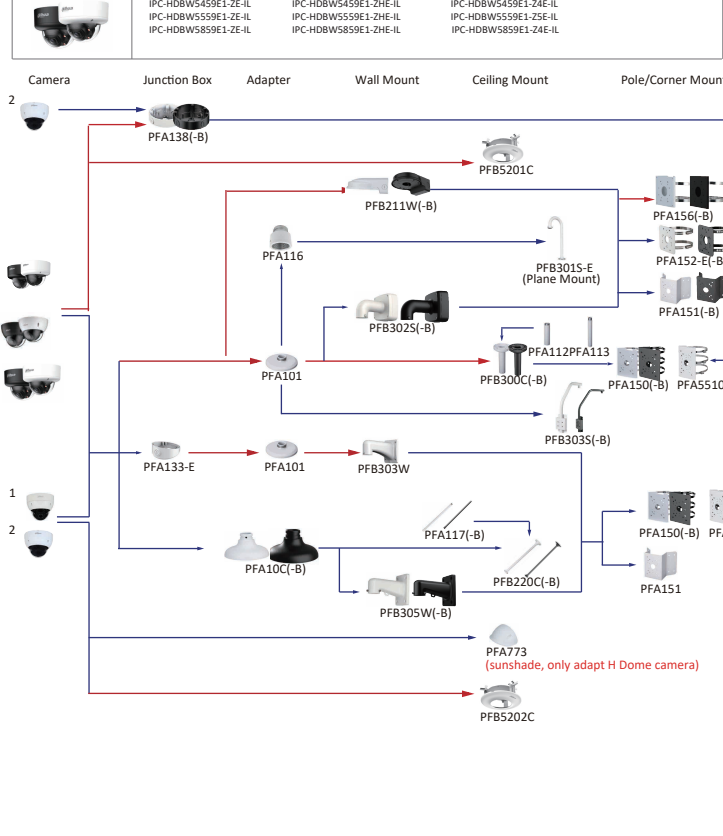 IPC-HDBW5459E1-ZE-IL IPC-HDBW5459E1-ZHE-IL IPC-HDBW5459E1-Z4E-IL
IPC-HDBW5559E1-ZE-IL IPC-HDBW5559E1-ZHE-IL IPC-HDBW5559E1-Z5E-IL
IPC-HDBW5859E1-ZE-IL IPC-HDBW5859E1-ZHE-IL IPC-HDBW5859E1-Z4E-IL
Camera Junction Box Adapter Wall Mount Ceiling Mount Pole/Corner Mount
2
PFA138(-B)
PFB5201C
PFB211W(-B)
PFA156(-B)
PFA116
PFB301S-E
(Plane Mount)
PFA152-E(-B
PFA151(-B)
PFB302S(-B)
PFA112 PFA113
PFA101
PFB300C(-B)
PFA150(-B) PFA5510
PFB303S(-B)
PFA133-E PFA101 PFB303W
1
2
PFA117(-B)
PFA150(-B) PFA
PFA10C(-B)
PFB220C(-B)
PFA151
PFB305W(-B)
PFA773
(sunshade, only adapt H Dome camera)
PFB5202C